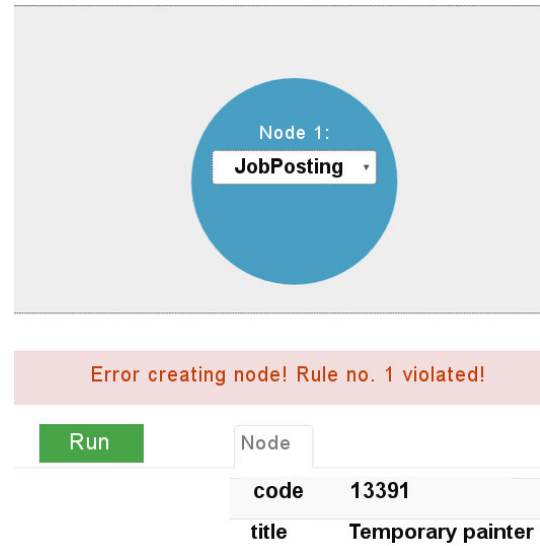 Node 1:
JobPosting
Error creating node! Rule no. 1 violated!
Run
Node
code 13391
title Temporary painter